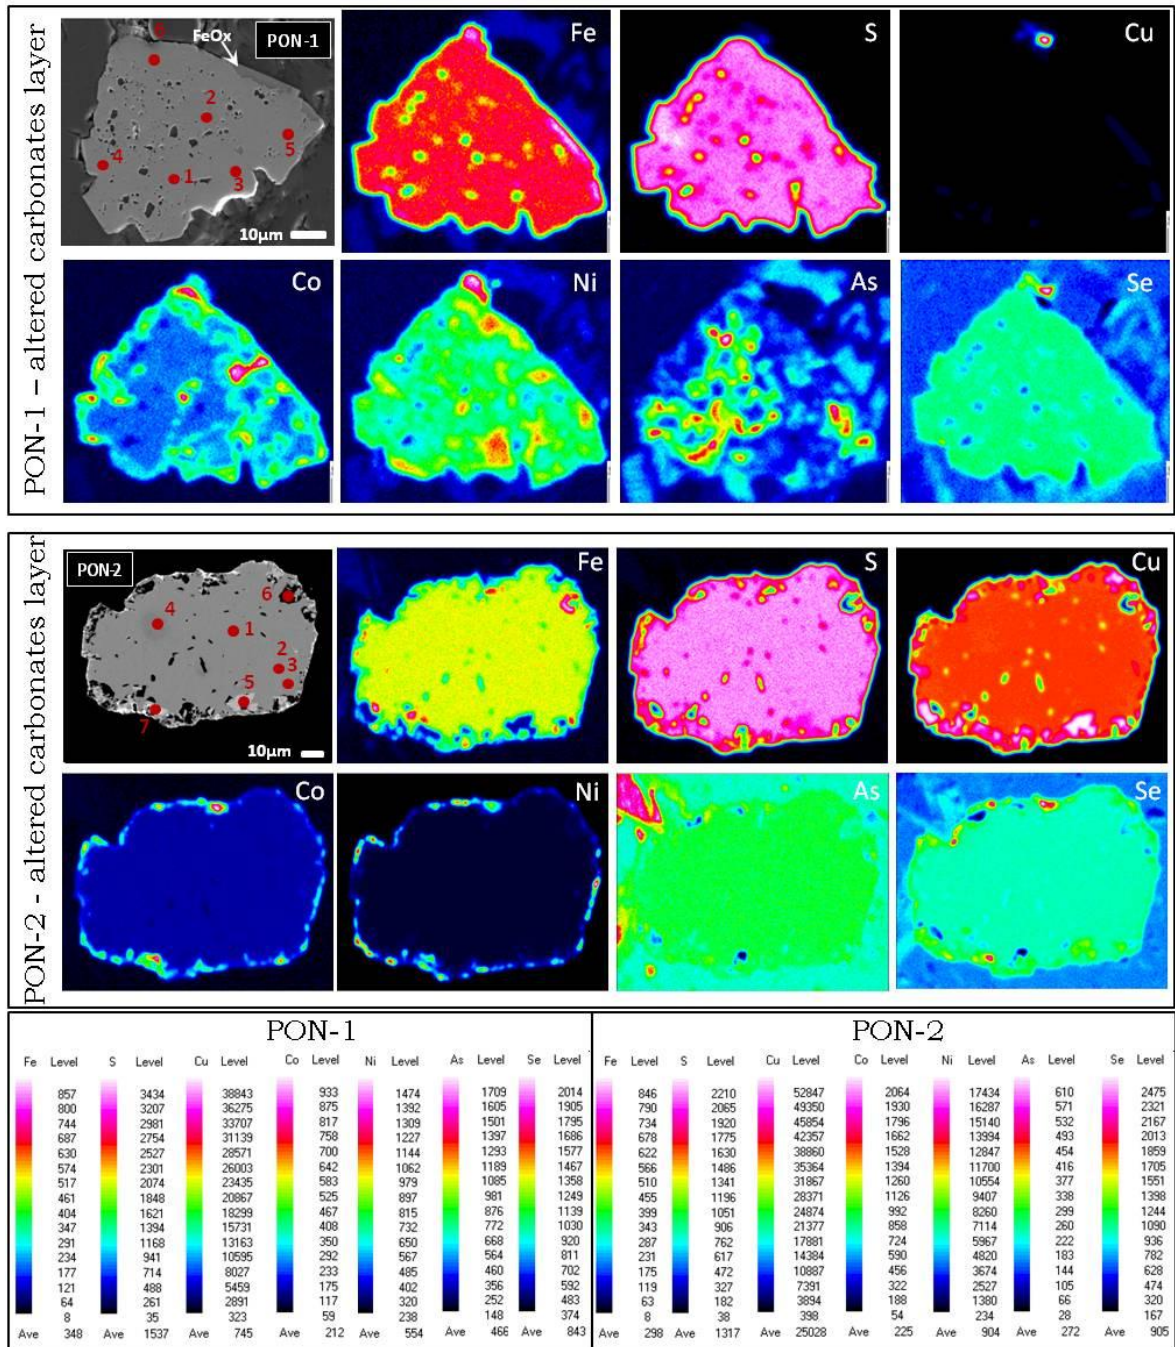 PON-1 – altered carbonates layer
6
FeOx
PON-1
2
5
4
1
3
10µm
Fe
S
Cu
Co
Ni
As
Se
PON-2 - altered carbonates layer
PON-2
6
4
1
2
3
5
7
10µm
Fe
S
Cu
Co
Ni
As
Se
PON-1
Fe Level S Level Cu Level Co Level Ni Level As Level Se Level
857 3434 38843 933 1474 1709 2014
800 3207 36275 875 1392 1605 1905
744 2981 33707 817 1309 1501 1795
687 2754 31139 758 1227 1397 1686
630 2527 28571 700 1144 1293 1577
574 2301 26003 642 1062 1189 1467
517 2074 23435 583 979 1085 1358
461 1848 20867 525 897 981 1249
404 1621 18299 467 815 876 1139
347 1394 15731 408 732 772 1030
291 1168 13163 350 650 668 920
234 941 10595 292 567 564 811
177 714 8027 233 485 460 702
121 488 5459 175 402 356 592
64 261 2891 117 320 252 483
8 35 323 59 238 148 374
Ave 348 Ave 1537 Ave 745 Ave 212 Ave 554 Ave 466 Ave 843
PON-2
Fe Level S Level Cu Level Co Level Ni Level As Level Se Level
846 2210 52847 2064 17434 610 2475
790 2065 49350 1930 16287 571 2321
734 1920 45854 1796 15140 532 2167
678 1775 42357 1662 13994 493 2013
622 1630 38860 1528 12847 454 1859
566 1486 35364 1394 11700 416 1705
510 1341 31867 1260 10554 377 1551
455 1196 28371 1126 9407 338 1398
399 1051 24874 992 8260 299 1244
343 906 21377 858 7114 260 1090
287 762 17881 724 5967 222 936
231 617 14384 590 4820 183 782
175 472 10887 456 3674 144 628
119 327 7391 322 2527 105 474
63 182 3894 188 1380 66 320
8 38 398 54 234 28 167
Ave 298 Ave 1317 Ave 25028 Ave 225 Ave 904 Ave 272 Ave 905